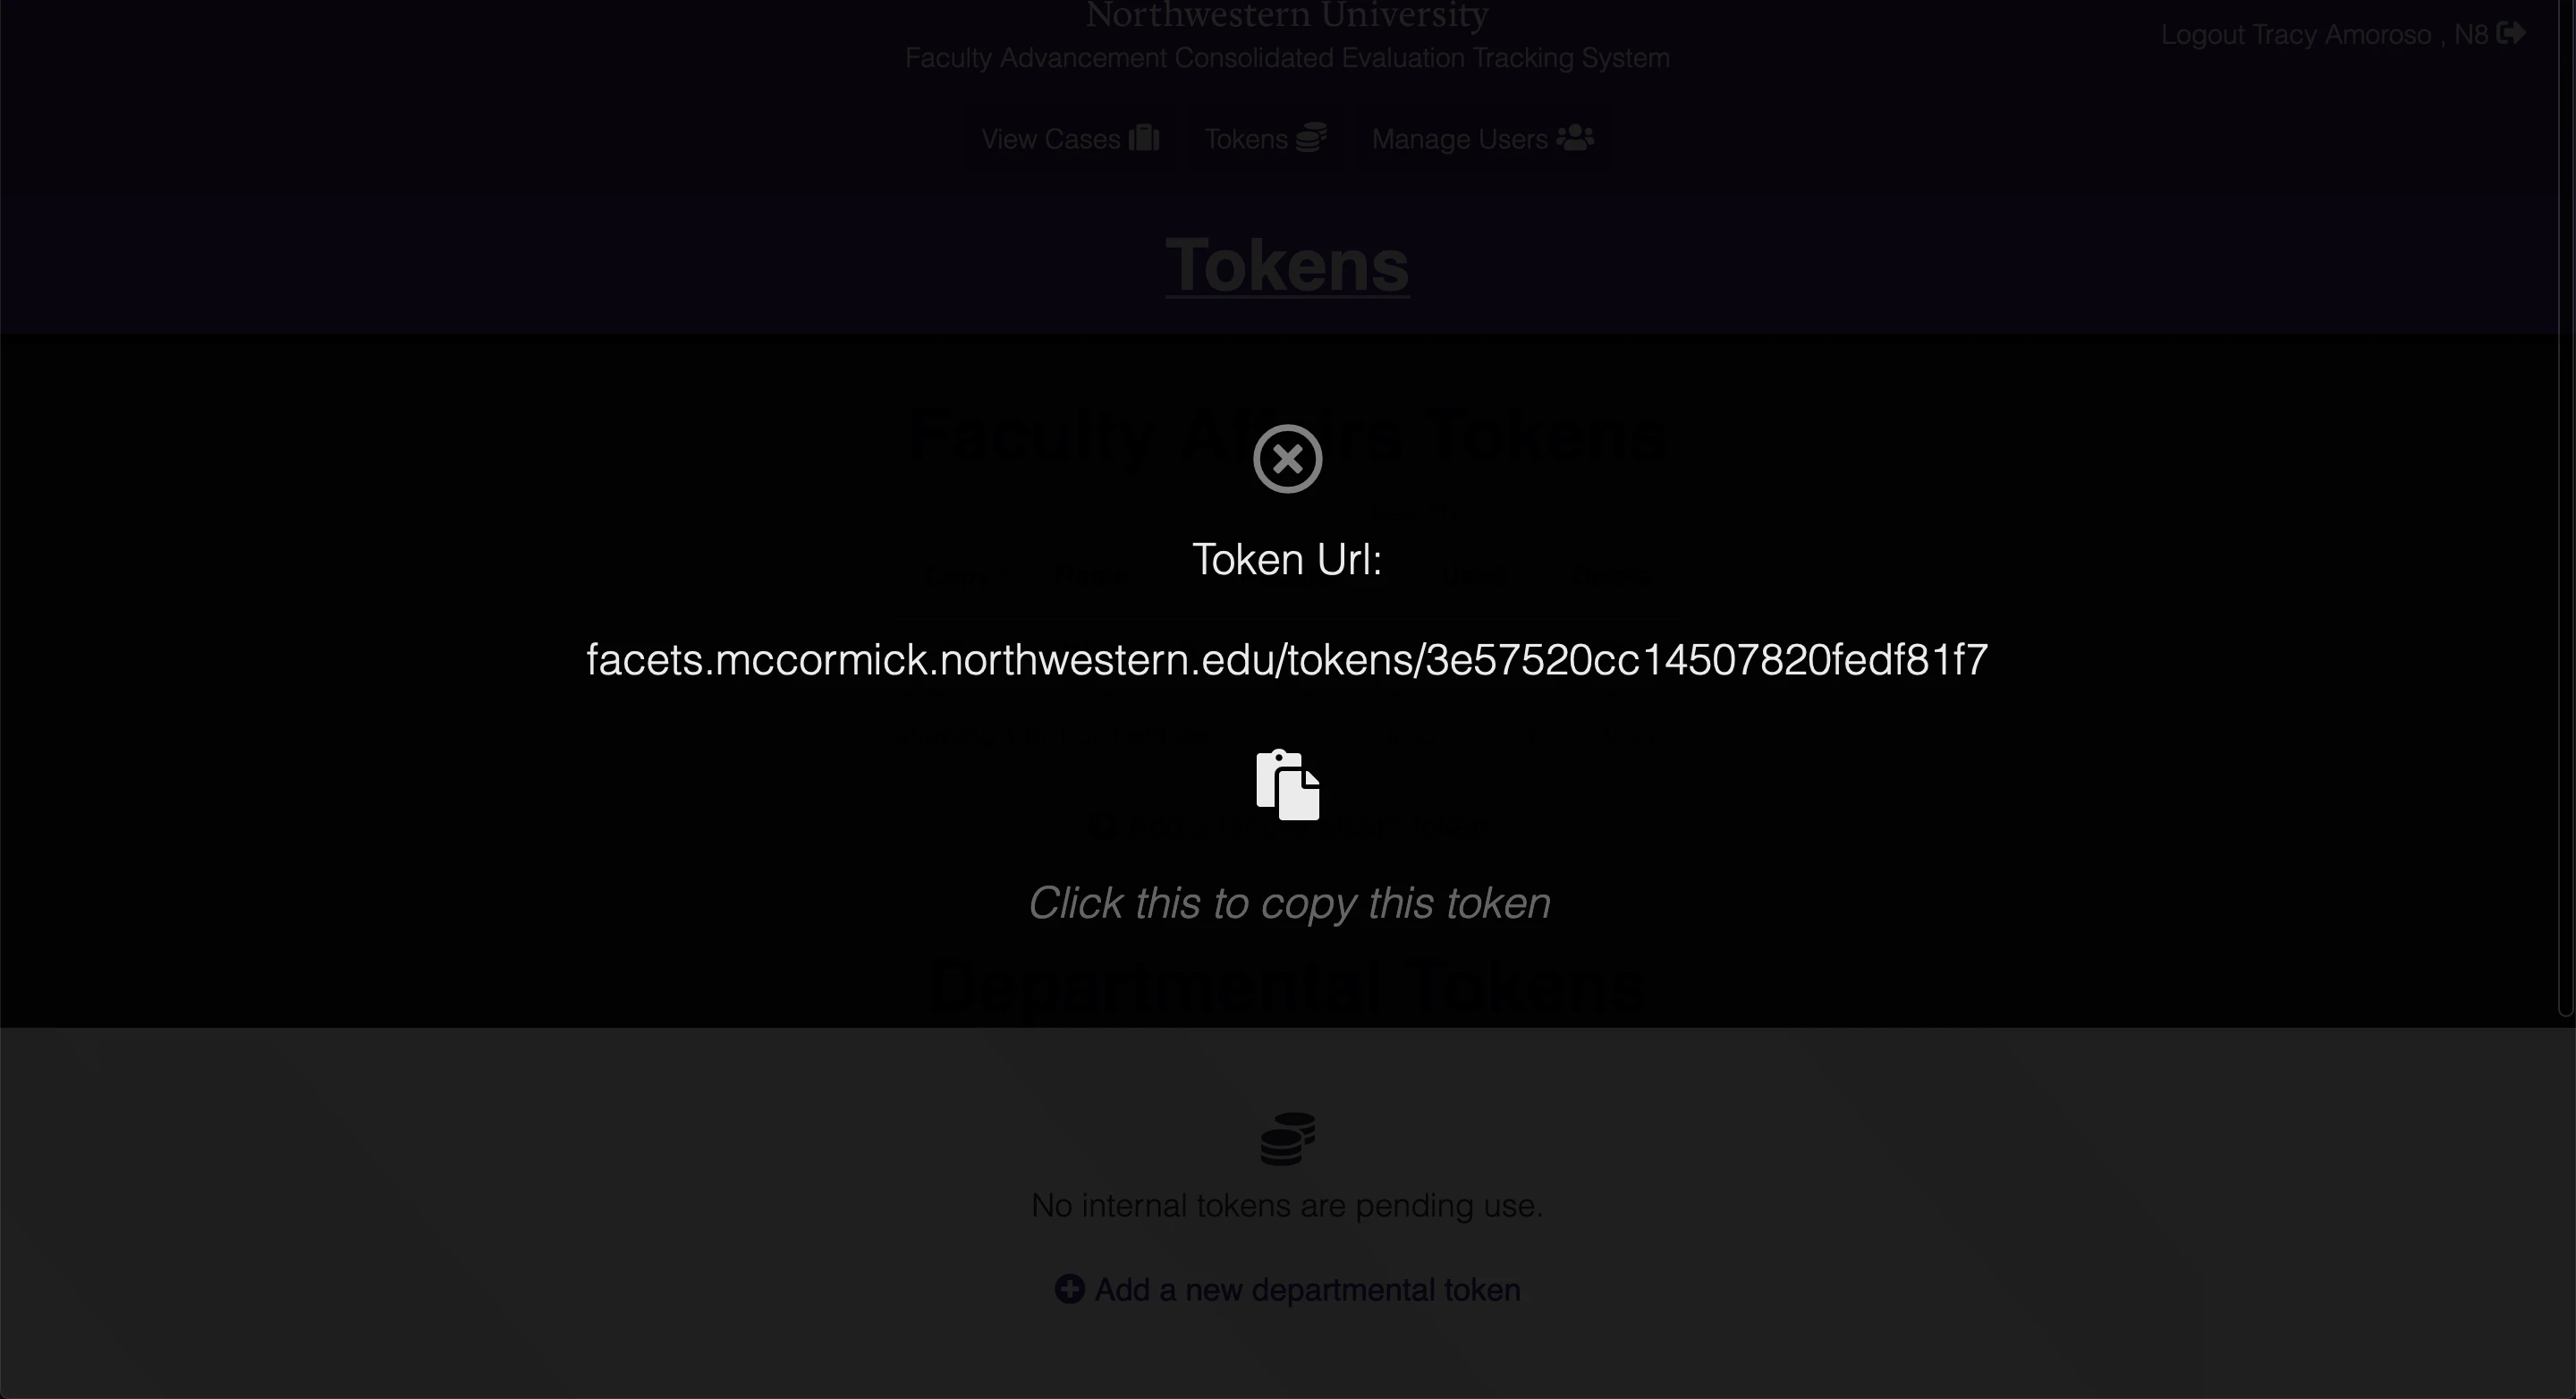 Northwestern University
Faculty Advancement Consolidated Evaluation Tracking System
Logout Tracy Amoroso , N8
View Cases
Tokens
Manage Users
Tokens
Faculty Affairs Tokens
Token Url:
facets.mccormick.northwestern.edu/tokens/3e57520cc14507820fedf81f7
Click this to copy this token
Departmental Tokens
No internal tokens are pending use.
Add a new departmental token